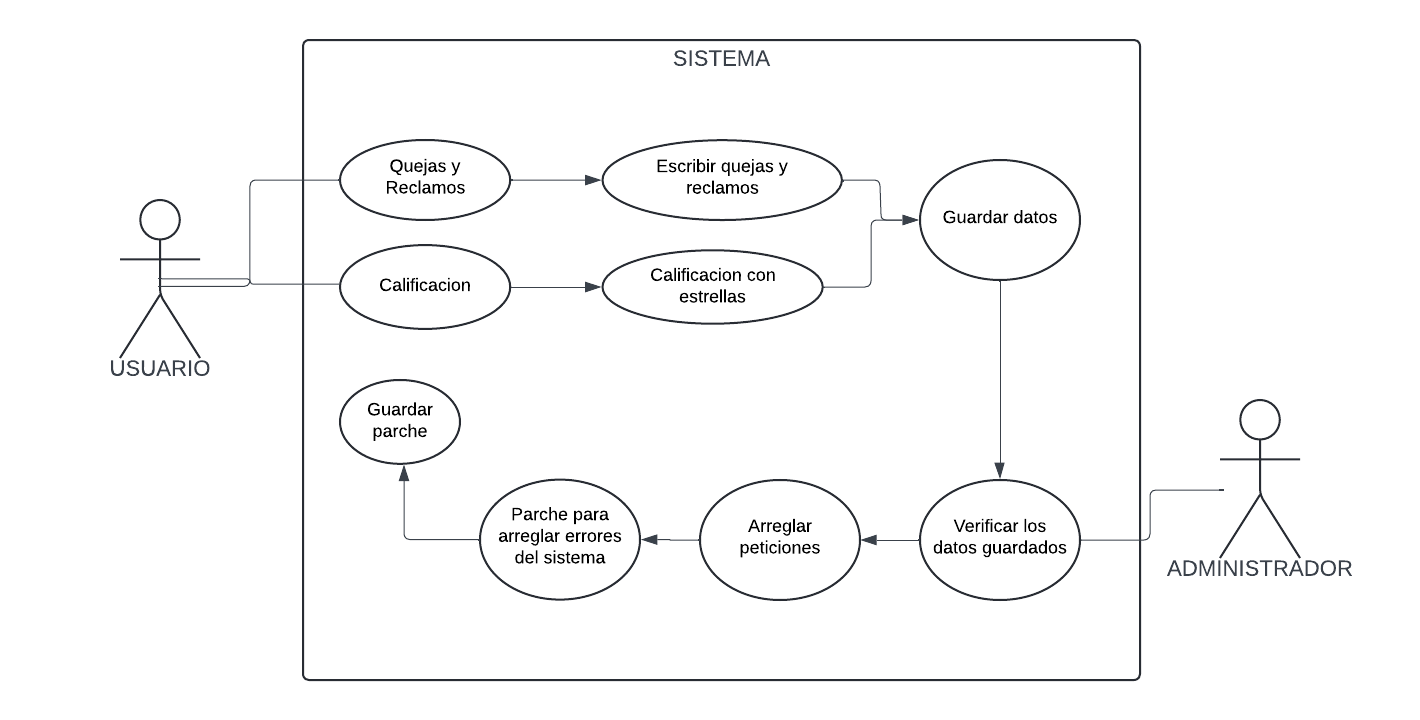 SISTEMA
Quejas y
Reclamos
Escribir quejas y
reclamos
Guardar datos
Calificacion
Calificacion con
estrellas
USUARIO
Guardar
parche
Parche para
arreglar errores
del sistema
Arreglar
peticiones
Verificar los
datos guardados
ADMINISTRADOR